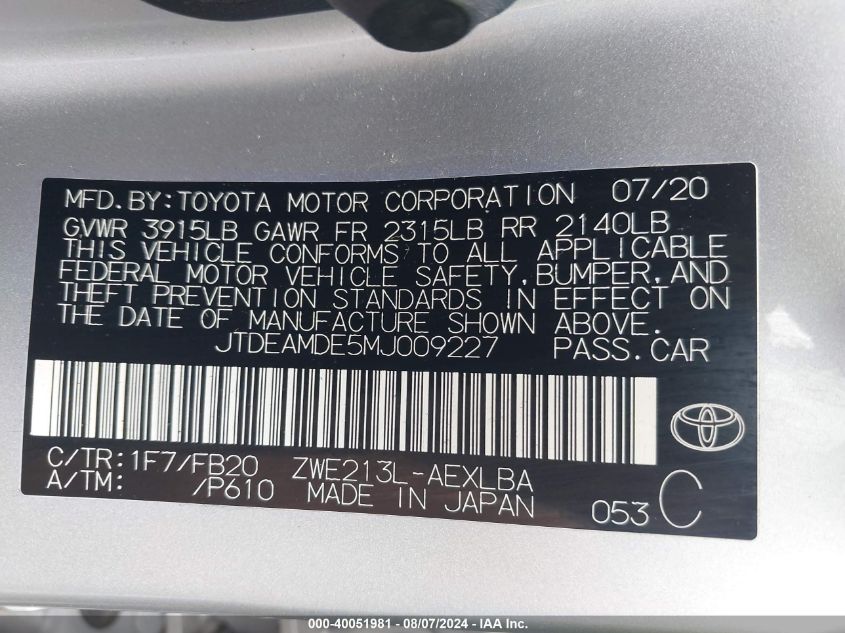 MFD.BY:TOYOTA MOTOR CORPORATION 07/20
GVWR 3915LB GAWR FR 2315LB RR 2140LB
THIS VEHICLE CONFORMS TO ALL APPLICABLE
FEDERAL MOTOR VEHICLE SAFETY,BUMPER,AND
THEFT PREVENTION STANDARDS IN EFFECT ON
THE DATE OF MANUFACTURE SHOWN ABOVE.
JTDEAMDE5MJ009227 PASS.CAR
C/TR:1F7/FB20 ZWE213L-AEXLBA
A/TM: /P610 MADE IN JAPAN 053 C
000-40051981 - 08/07/2024 - IAA Inc.